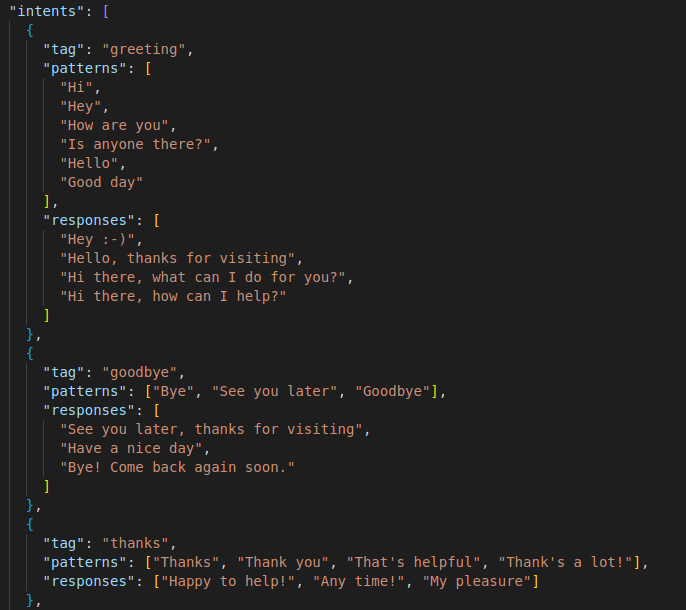 "intents": [
{
"tag": "greeting",
"patterns": [
"Hi",
"Hey",
"How are you",
"Is anyone there?",
"Hello",
"Good day"
],
"responses": [
"Hey :-)",
"Hello, thanks for visiting",
"Hi there, what can I do for you?",
"Hi there, how can I help?"
]
},
{
"tag": "goodbye",
"patterns": ["Bye", "See you later", "Goodbye"],
"responses": [
"See you later, thanks for visiting",
"Have a nice day",
"Bye! Come back again soon."
]
},
{
"tag": "thanks",
"patterns": ["Thanks", "Thank you", "That's helpful", "Thank's a lot!"],
"responses": ["Happy to help!", "Any time!", "My pleasure"]
},